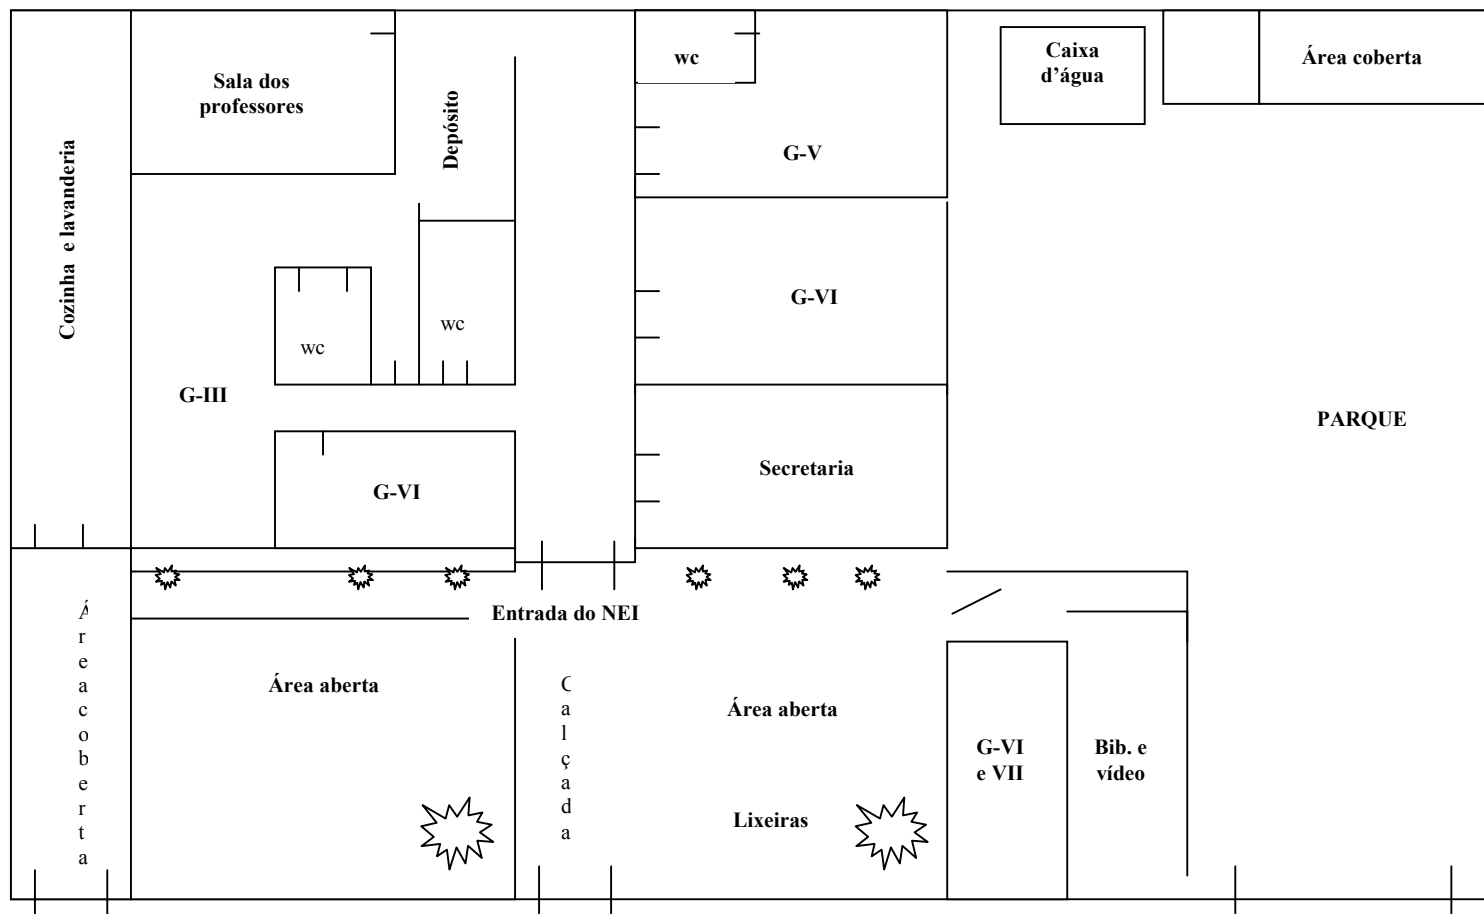 Sala dos
professores
Depósito
wc
G-V
Caixa
d’água
Área coberta
Cozinha e lavanderia
G-VI
wc
wc
G-III
PARQUE
Secretaria
G-VI
Entrada do NEI
Área coberta
Área aberta
Calçada
Área aberta
G-VI
e VII
Bib. e
vídeo
Lixeiras